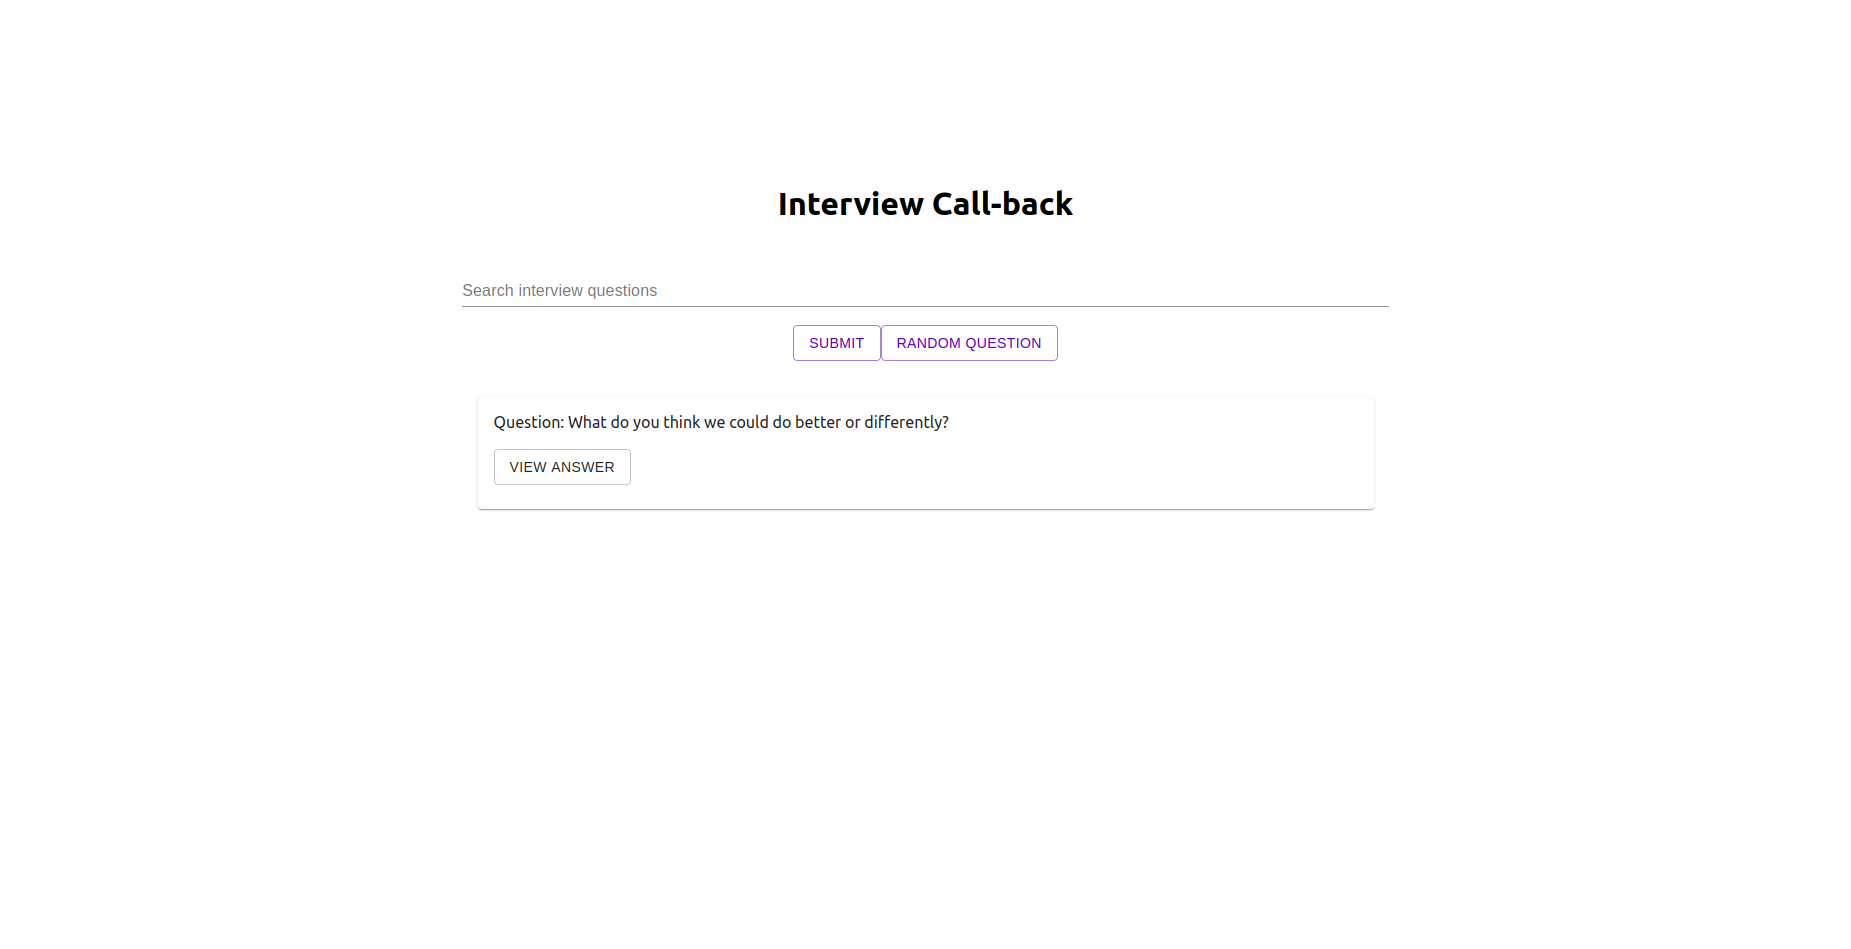 Interview Call-back
Search interview questions
SUBMIT RANDOM QUESTION
Question: What do you think we could do better or differently?
VIEW ANSWER